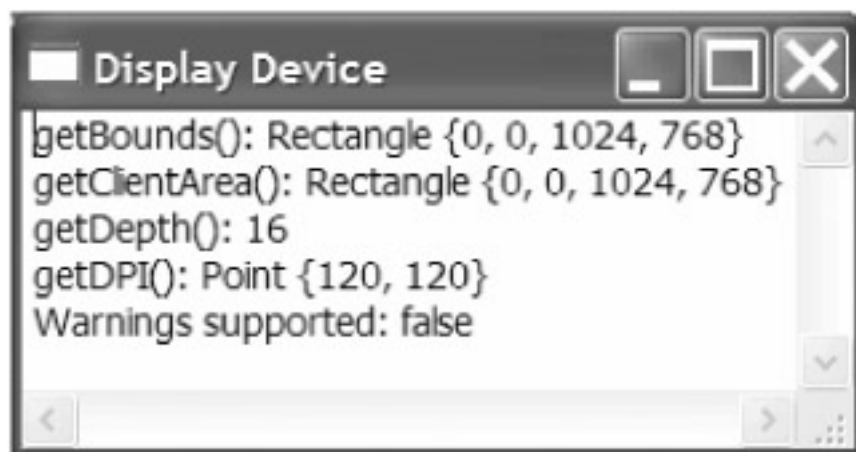 Display Device
getBounds(): Rectangle {0, 0, 1024, 768}
getClientArea(): Rectangle {0, 0, 1024, 768}
getDepth(): 16
getDPI(): Point {120, 120}
Warnings supported: false